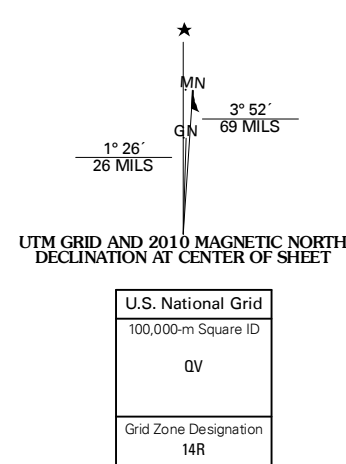 MN
GN
3° 52´
69 MILS
1° 26´
26 MILS
UTM GRID AND 2010 MAGNETIC NORTH
DECLINATION AT CENTER OF SHEET
U.S. National Grid
100,000-m Square ID
QV
Grid Zone Designation
14R